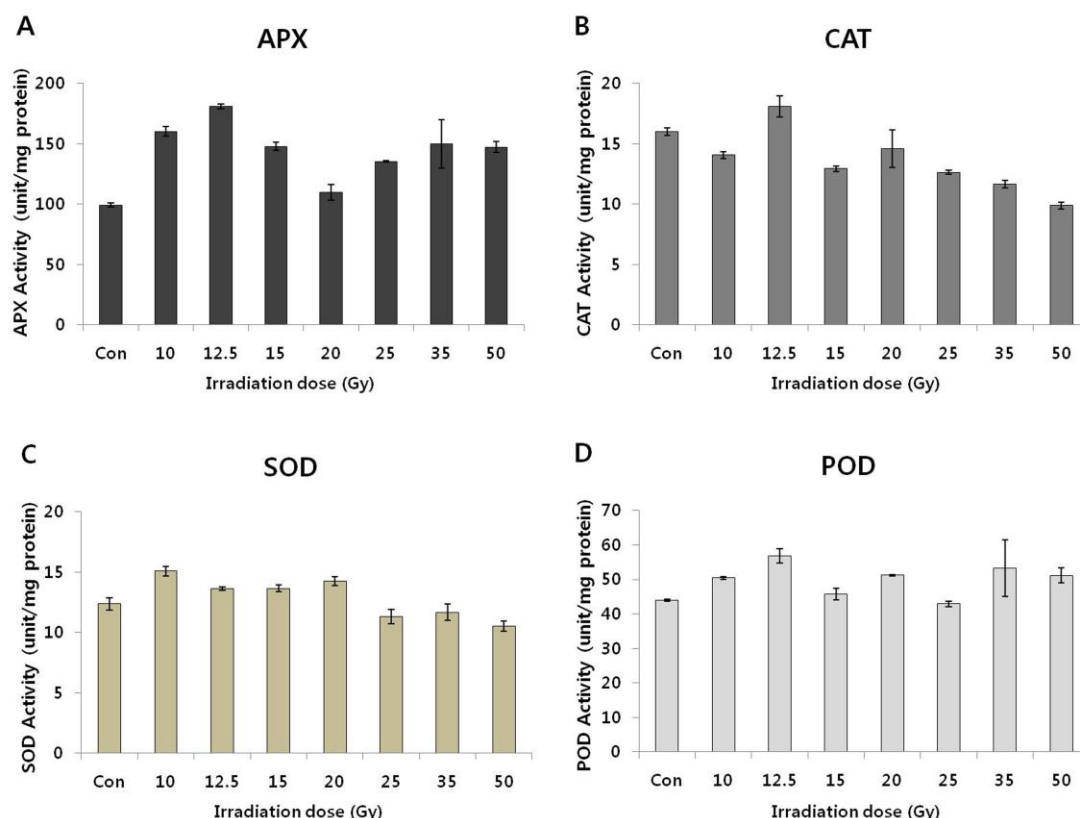 A
APX
APX Activity (unit/mg protein)
200
150
100
50
0
Con 10 12.5 15 20 25 35 50
Irradiation dose (Gy)
B
CAT
CAT Activity (unit/mg protein)
20
15
10
5
0
Con 10 12.5 15 20 25 35 50
Irradiation dose (Gy)
C
SOD
SOD Activity (unit/mg protein)
20
15
10
5
0
Con 10 12.5 15 20 25 35 50
Irradiation dose (Gy)
D
POD
POD Activity (unit/mg protein)
70
60
50
40
30
20
10
0
Con 10 12.5 15 20 25 35 50
Irradiation dose (Gy)